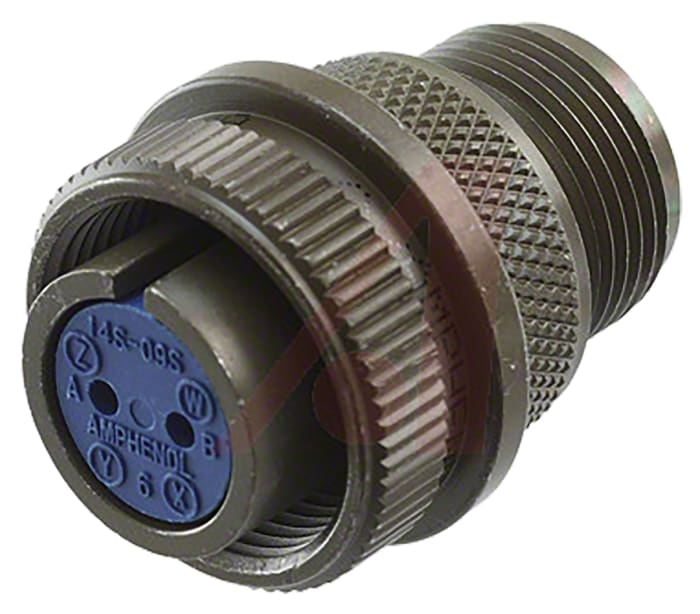 14S-09S
Z W
A B
AMPHENOL
Y 6 X